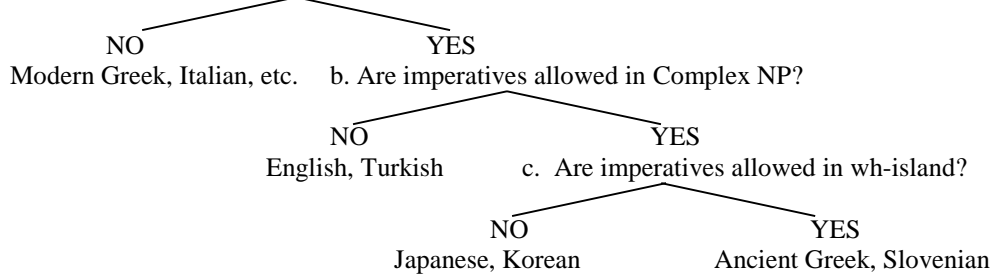 NO YES
Modern Greek, Italian, etc. b. Are imperatives allowed in Complex NP?
NO YES
English, Turkish c. Are imperatives allowed in wh-island?
NO YES
Japanese, Korean Ancient Greek, Slovenian